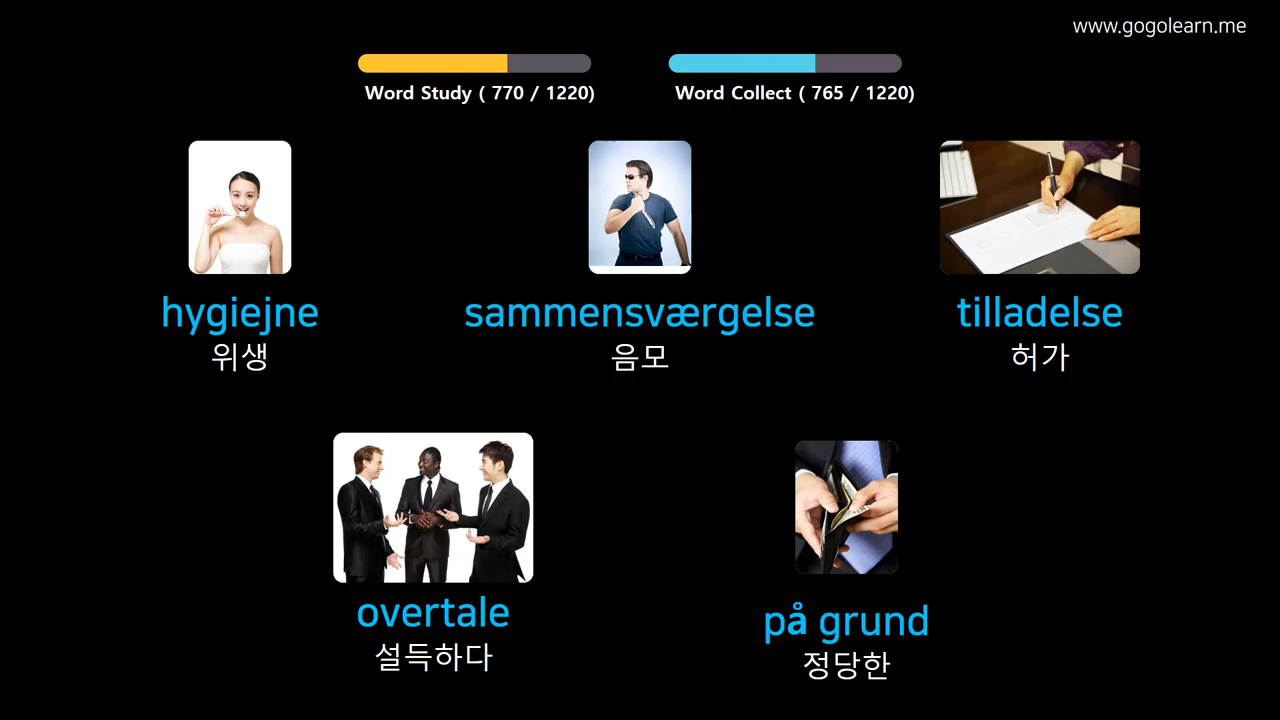 www.gogolearn.me
Word Study ( 770 / 1220)
Word Collect ( 765 / 1220)
hygiejne
위생
sammensværgelse
음모
tilladelse
허가
overtale
설득하다
på grund
정당한